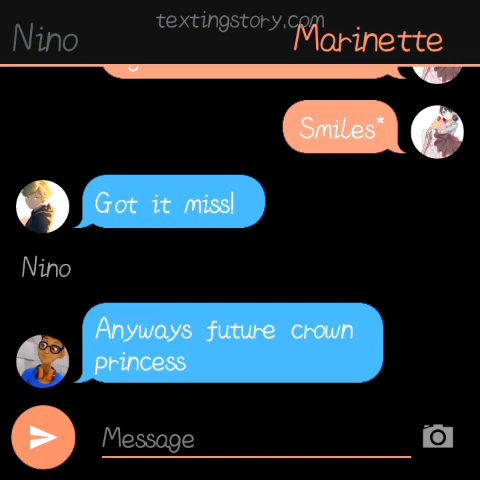 textingstory.com
Nino
Marinette
Smiles*
Got it miss!
Nino
Anyways future crown
princess
Message